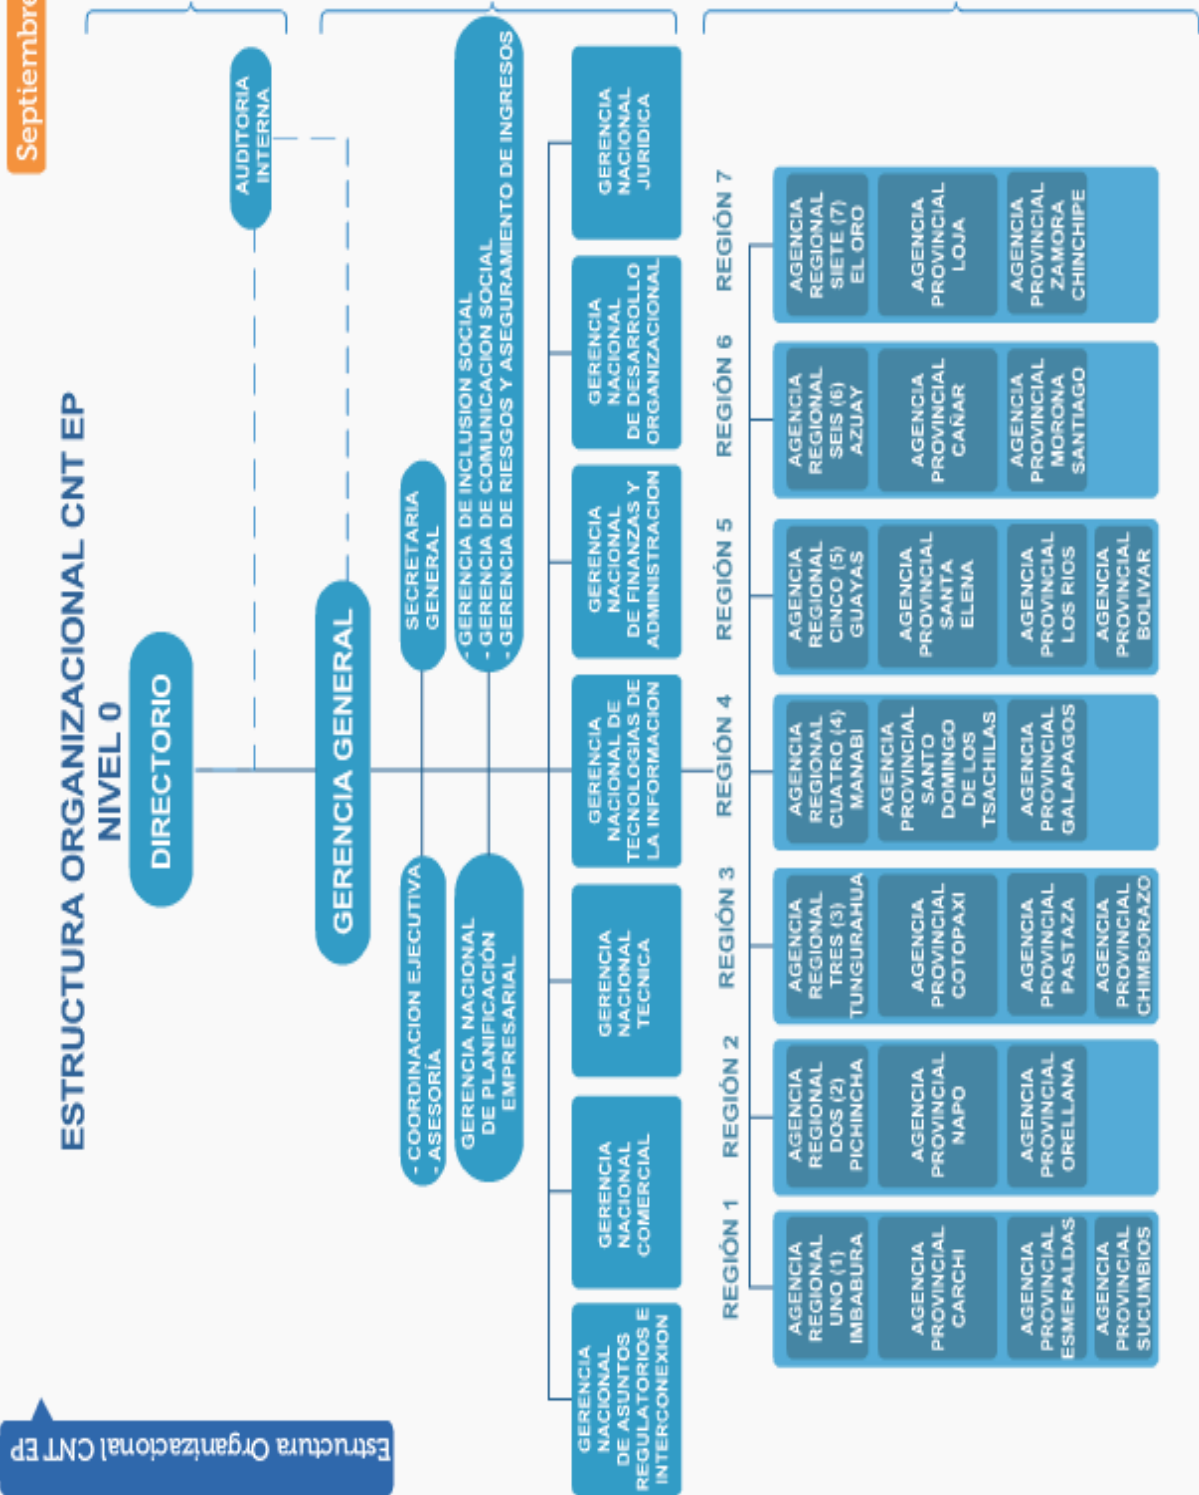 Estructura Organizacional CNT EP
Septiembre
ESTRUCTURA ORGANIZACIONAL CNT EP
NIVEL 0
DIRECTORIO
AUDITORIA
INTERNA
GERENCIA GENERAL
- COORDINACION EJECUTIVA
- ASESORÍA
SECRETARIA
GENERAL
GERENCIA NACIONAL
DE PLANIFICACIÓN
EMPRESARIAL
- GERENCIA DE INCLUSION SOCIAL
- GERENCIA DE COMUNICACION SOCIAL
- GERENCIA DE RIESGOS Y ASEGURAMIENTO DE INGRESOS
GERENCIA
NACIONAL
DE ASUNTOS
REGULATORIOS E
INTERCONEXION
GERENCIA
NACIONAL
COMERCIAL
GERENCIA
NACIONAL
TECNICA
GERENCIA
NACIONAL DE
TECNOLOGIAS DE
LA INFORMACION
GERENCIA
NACIONAL
DE FINANZAS Y
ADMINISTRACION
GERENCIA
NACIONAL
DE DESARROLLO
ORGANIZACIONAL
GERENCIA
NACIONAL
JURIDICA
REGIÓN 1
AGENCIA
REGIONAL
UNO (1)
IMBABURA
AGENCIA
PROVINCIAL
CARCHI
AGENCIA
PROVINCIAL
ESMERALDAS
AGENCIA
PROVINCIAL
SUCUMBIOS
REGIÓN 2
AGENCIA
REGIONAL
DOS (2)
PICHINCHA
AGENCIA
PROVINCIAL
NAPO
AGENCIA
PROVINCIAL
ORELLANA
REGIÓN 3
AGENCIA
REGIONAL
TRES (3)
TUNGURAHUA
AGENCIA
PROVINCIAL
COTOPAXI
AGENCIA
PROVINCIAL
PASTAZA
AGENCIA
PROVINCIAL
CHIMBORAZO
REGIÓN 4
AGENCIA
REGIONAL
CUATRO (4)
MANABI
AGENCIA
PROVINCIAL
SANTO
DOMINGO
DE LOS
TSACHILAS
AGENCIA
PROVINCIAL
GALAPAGOS
REGIÓN 5
AGENCIA
REGIONAL
CINCO (5)
GUAYAS
AGENCIA
PROVINCIAL
SANTA
ELENA
AGENCIA
PROVINCIAL
LOS RIOS
AGENCIA
PROVINCIAL
BOLIVAR
REGIÓN 6
AGENCIA
REGIONAL
SEIS (6)
AZUAY
AGENCIA
PROVINCIAL
CAÑAR
AGENCIA
PROVINCIAL
MORONA
SANTIAGO
REGIÓN 7
AGENCIA
REGIONAL
SIETE (7)
EL ORO
AGENCIA
PROVINCIAL
LOJA
AGENCIA
PROVINCIAL
ZAMORA
CHINCHIPE